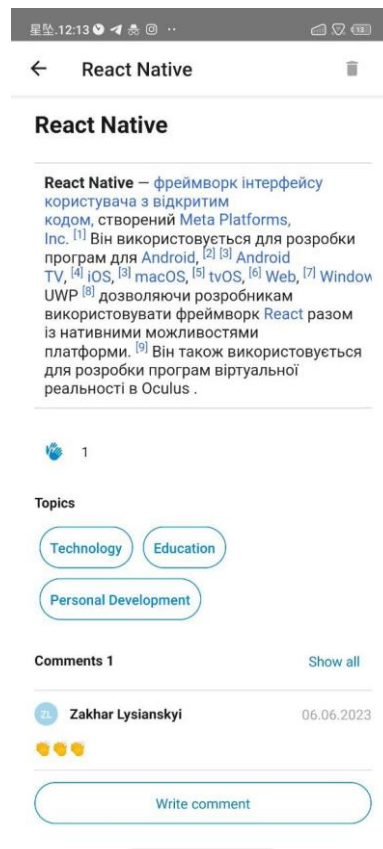 星坠.12:13
React Native
React Native
React Native — фреймворк інтерфейсу
користувача з відкритим
кодом, створений Meta Platforms,
Inc. [1] Він використовується для розробки
програм для Android, [2] [3] Android
TV, [4] iOS, [3] macOS, [5] tvOS, [6] Web, [7] Window
UWP [8] дозволяючи розробникам
використовувати фреймворк React разом
із нативними можливостями
платформи. [9] Він також використовується
для розробки програм віртуальної
реальності в Oculus .
1
Topics
Technology Education
Personal Development
Comments 1 Show all
ZL Zakhar Lysianskyi 06.06.2023
👏👏👏
Write comment